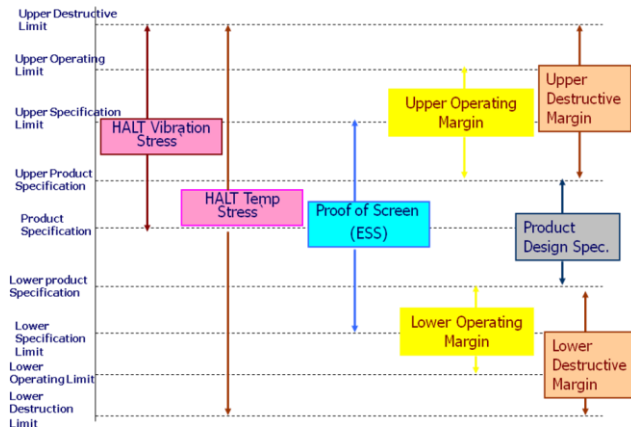 Upper Destructive
Limit
Upper Operating
Limit
Upper Specification
Limit
Upper Product
Specification
Product
Specification
Lower product
Specification
Lower
Specification
Limit
Lower
Operating Limit
Lower
Destruction
Limit
HALT Vibration
Stress
HALT Temp
Stress
Proof of Screen
(ESS)
Upper Operating
Margin
Upper
Destructive
Margin
Product
Design Spec.
Lower Operating
Margin
Lower
Destructive
Margin